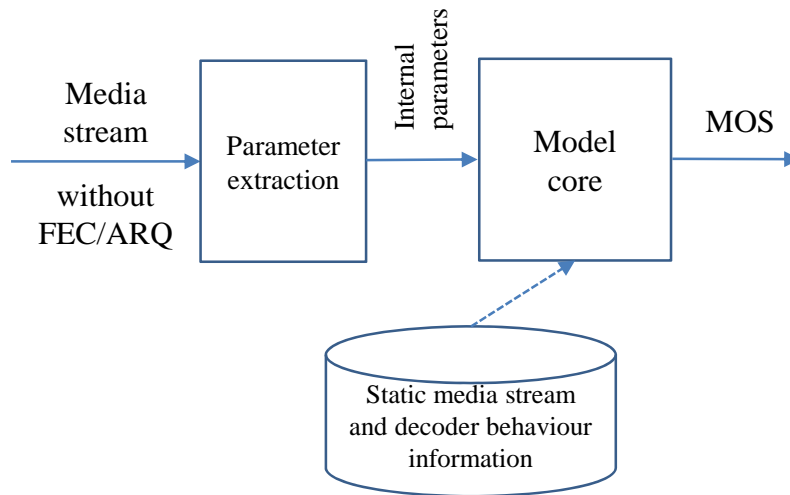 Media
stream
without
FEC/ARQ
Parameter
extraction
Internal
parameters
Model
core
MOS
Static media stream
and decoder behaviour
information